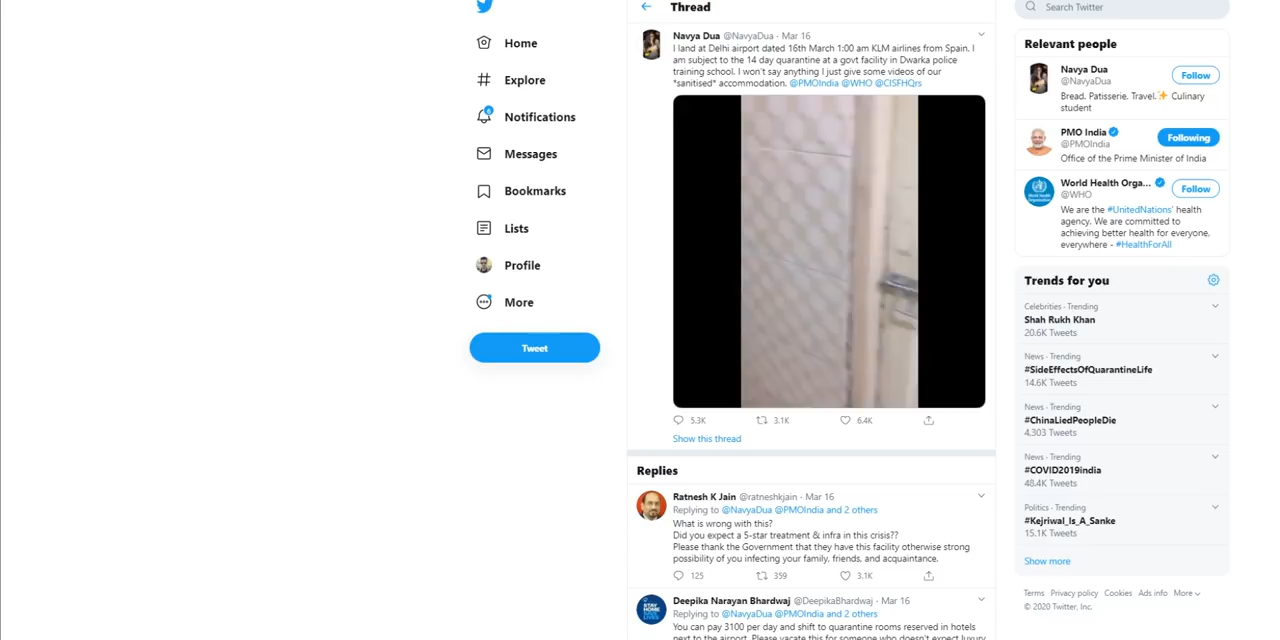 Home
Explore
6
Notifications
Messages
Bookmarks
Lists
Profile
More
Tweet
Thread
Navya Dua @NavyaDua · Mar 16
I land at Delhi airport dated 16th March 1:00 am KLM airlines from Spain. I
am subject to the 14 day quarantine at a govt facility in Dwarka police
training school. I won't say anything I just give some videos of our
*sanitised* accommodation. @PMOIndia @WHO @CISFHQrs
5.3K 3.1K 6.4K
Show this thread
Replies
Ratnesh K Jain @ratneshkjain · Mar 16
Replying to @NavyaDua @PMOIndia and 2 others
What is wrong with this?
Did you expect a 5-star treatment & infra in this crisis??
Please thank the Government that they have this facility otherwise strong
possibility of you infecting your family, friends, and acquaintance.
125 359 3.1K
STAY HOME SAVE LIVES
Deepika Narayan Bhardwaj @DeepikaBhardwaj · Mar 16
Replying to @NavyaDua @PMOIndia and 2 others
You can pay 3100 per day and shift to quarantine rooms reserved in hotels
next to the airport. Please vacate this for someone who doesn't expect luxury
Search Twitter
Relevant people
Navya Dua
@NavyaDua
Follow
Bread. Patisserie. Travel.✨ Culinary
student
PMO India
@PMOIndia
Following
Office of the Prime Minister of India
World Health Orga...
@WHO
Follow
We are the #UnitedNations' health
agency. We are committed to
achieving better health for everyone,
everywhere - #HealthForAll
Trends for you
Celebrities · Trending
Shah Rukh Khan
20.6K Tweets
News · Trending
#SideEffectsOfQuarantineLife
14.6K Tweets
News · Trending
#ChinaLiedPeopleDie
4,303 Tweets
News · Trending
#COVID2019india
48.4K Tweets
Politics · Trending
#Kejriwal_Is_A_Sanke
15.1K Tweets
Show more
Terms Privacy policy Cookies Ads info More
© 2020 Twitter, Inc.